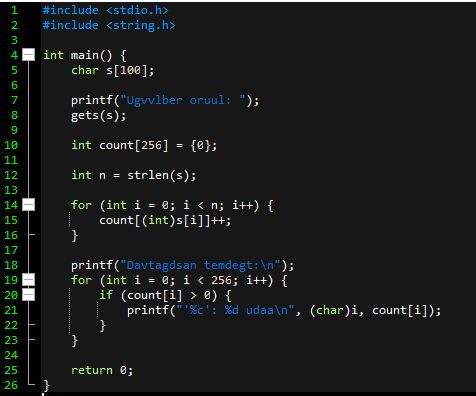 1 #include <stdio.h>
2 #include <string.h>
3
4 int main() {
5     char s[100];
6
7     printf("Ugvvlber oruul: ");
8     gets(s);
9
10     int count[256] = {0};
11
12     int n = strlen(s);
13
14     for (int i = 0; i < n; i++) {
15         count[(int)s[i]]++;
16     }
17
18     printf("Davtagdsan temdegt:\n");
19     for (int i = 0; i < 256; i++) {
20         if (count[i] > 0) {
21             printf("'%c': %d udaa\n", (char)i, count[i]);
22         }
23     }
24
25     return 0;
26 }